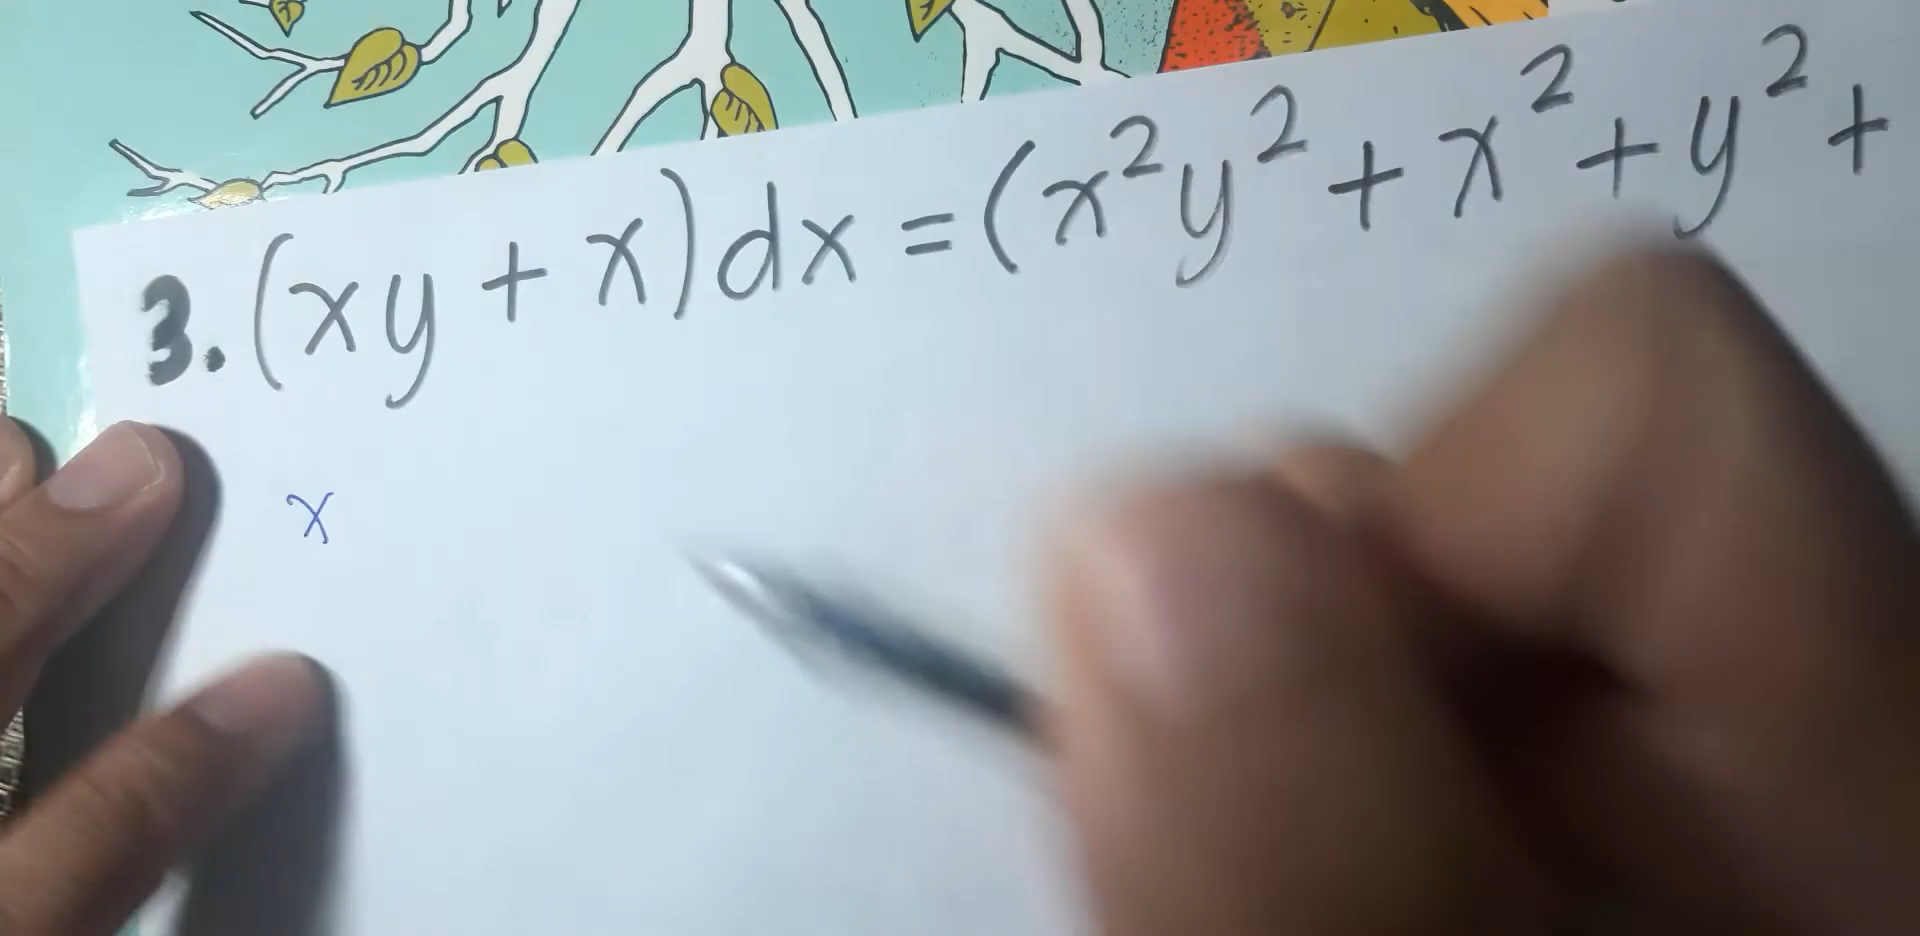 3. (xy + x)dx = (x²y² + x² + y² +
x